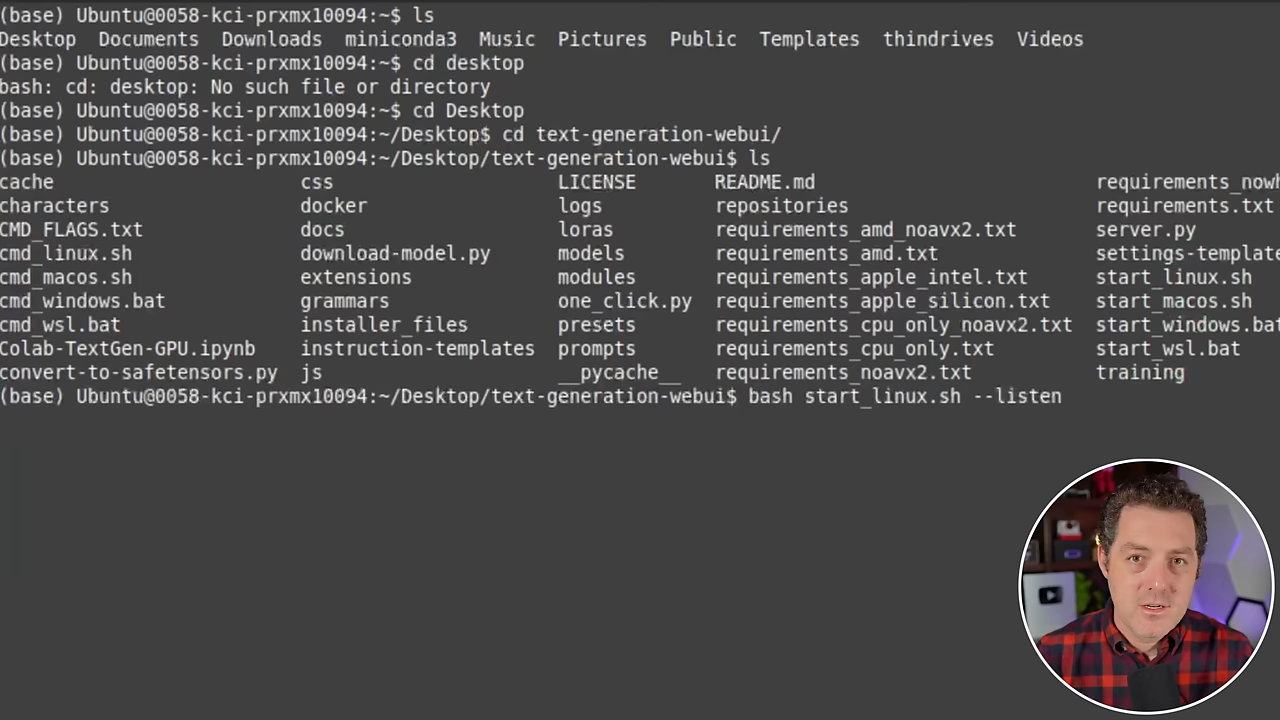 (base) Ubuntu@0058-kci-prxmx10094:~$ ls
Desktop Documents Downloads miniconda3 Music Pictures Public Templates thindrives Videos
(base) Ubuntu@0058-kci-prxmx10094:~$ cd desktop
bash: cd: desktop: No such file or directory
(base) Ubuntu@0058-kci-prxmx10094:~$ cd Desktop
(base) Ubuntu@0058-kci-prxmx10094:~/Desktop$ cd text-generation-webui/
(base) Ubuntu@0058-kci-prxmx10094:~/Desktop/text-generation-webui$ ls
cache css LICENSE README.md requirements_nowh
characters docker logs repositories requirements.txt
CMD_FLAGS.txt docs loras requirements_amd_noavx2.txt server.py
cmd_linux.sh download-model.py models requirements_amd.txt settings-template
cmd_macos.sh extensions modules requirements_apple_intel.txt start_linux.sh
cmd_windows.bat grammars one_click.py requirements_apple_silicon.txt start_macos.sh
cmd_wsl.bat installer_files presets requirements_cpu_only_noavx2.txt start_windows.bat
Colab-TextGen-GPU.ipynb instruction-templates prompts requirements_cpu_only.txt start_wsl.bat
convert-to-safetensors.py js __pycache__ requirements_noavx2.txt training
(base) Ubuntu@0058-kci-prxmx10094:~/Desktop/text-generation-webui$ bash start_linux.sh --listen